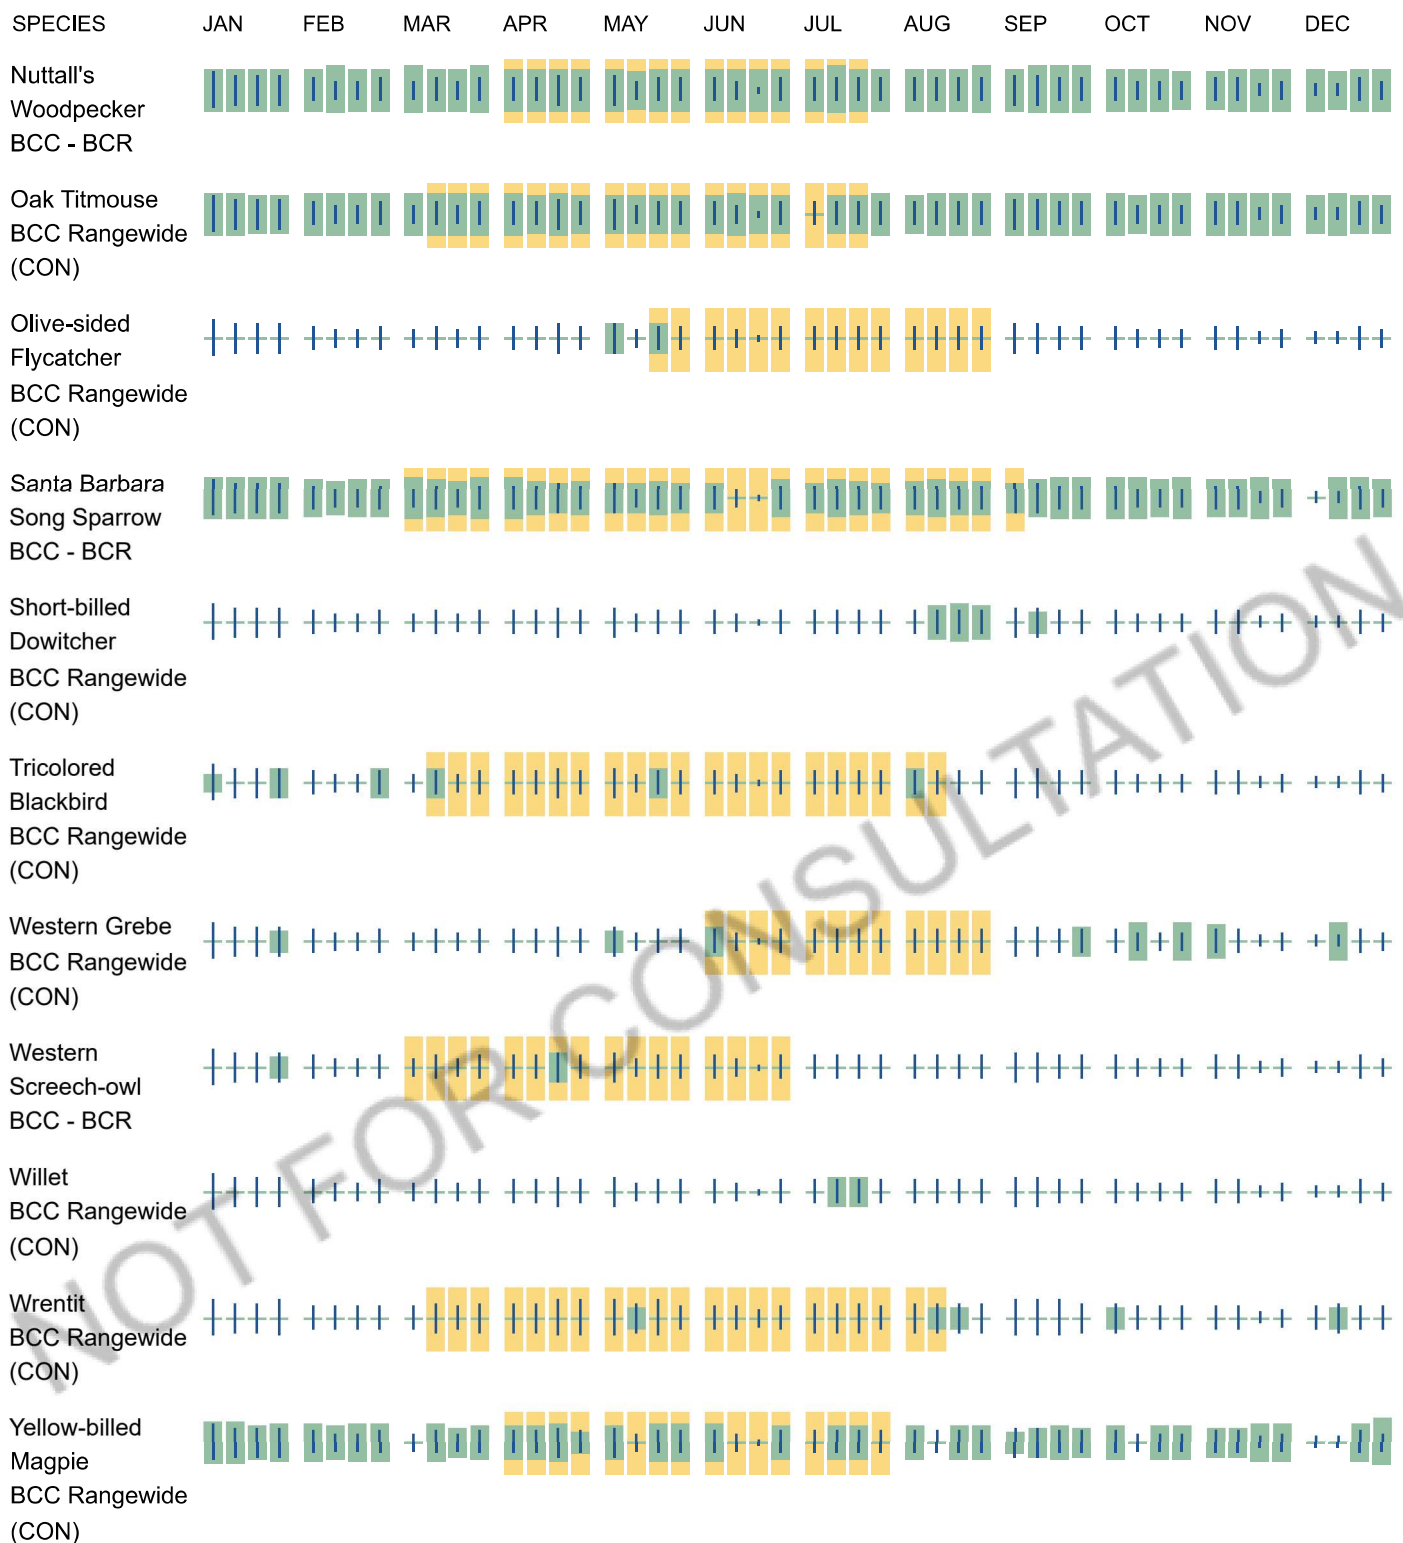 SPECIES JAN FEB MAR APR MAY JUN JUL AUG SEP OCT NOV DEC
Nuttall's
Woodpecker
BCC - BCR
Oak Titmouse
BCC Rangewide
(CON)
Olive-sided
Flycatcher
BCC Rangewide
(CON)
Santa Barbara
Song Sparrow
BCC - BCR
Short-billed
Dowitcher
BCC Rangewide
(CON)
Tricolored
Blackbird
BCC Rangewide
(CON)
Western Grebe
BCC Rangewide
(CON)
Western
Screech-owl
BCC - BCR
Willet
BCC Rangewide
(CON)
Wrentit
BCC Rangewide
(CON)
Yellow-billed
Magpie
BCC Rangewide
(CON)
NOT FOR CONSULTATION